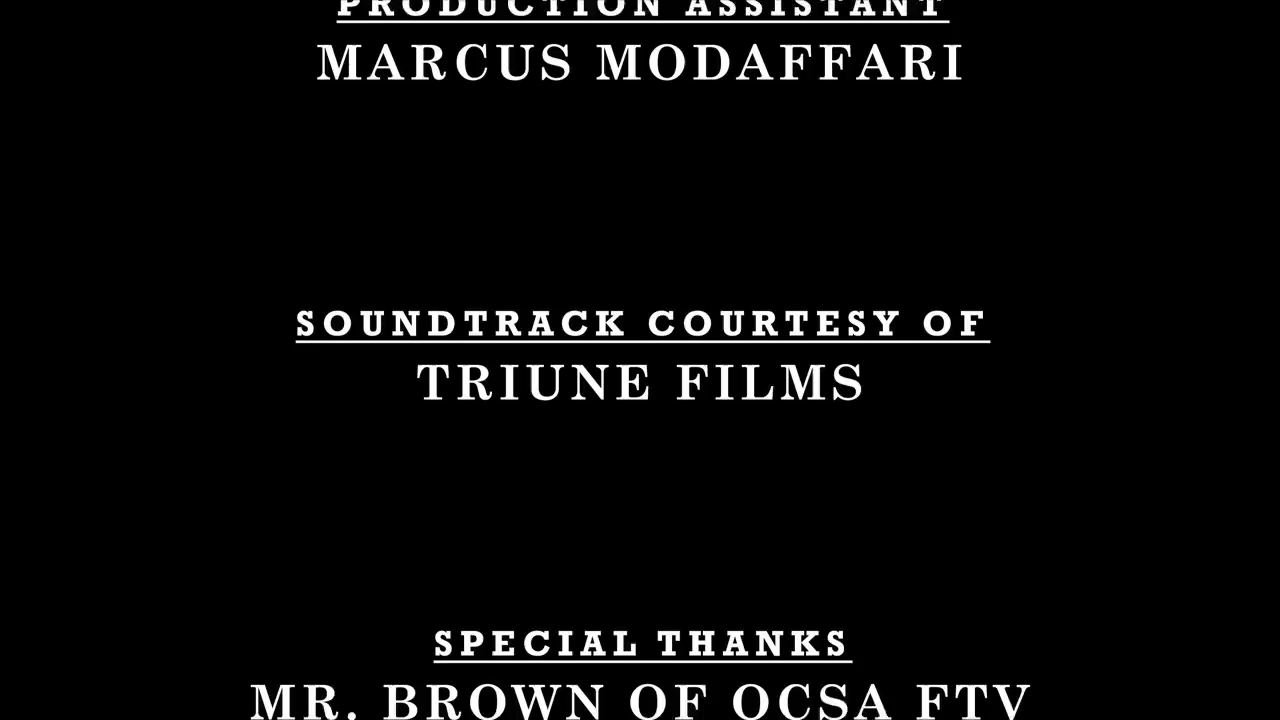 PRODUCTION ASSISTANT
MARCUS MODAFFARI
SOUNDTRACK COURTESY OF
TRIUNE FILMS
SPECIAL THANKS
MR. BROWN OF OCSA FTV